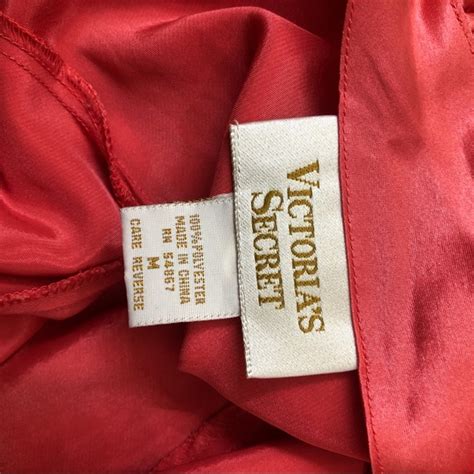 VICTORIA'S
SECRET
100% POLYESTER
MADE IN CHINA
RN 54867
M
CARE REVERSE